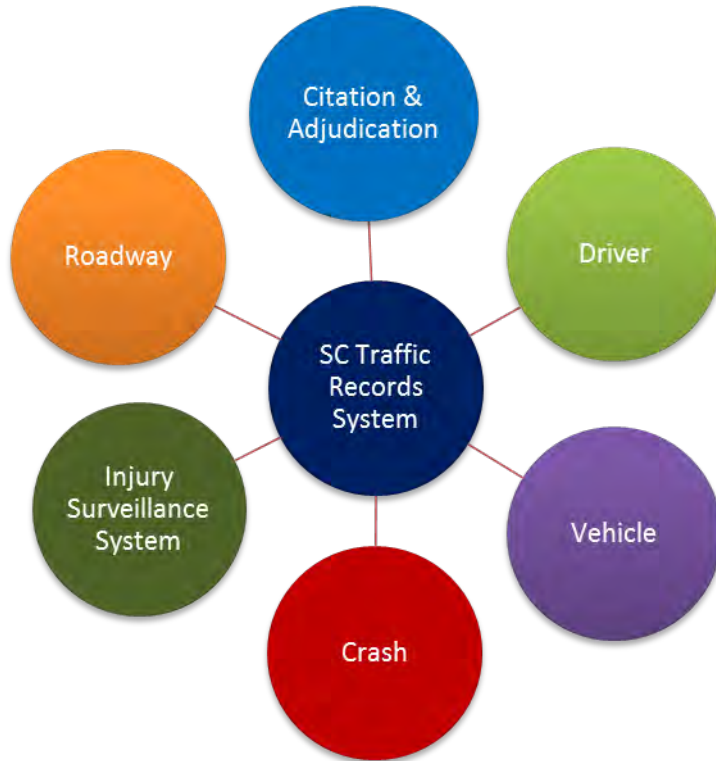 Citation &
Adjudication
Roadway
Driver
SC Traffic
Records
System
Injury
Surveillance
System
Vehicle
Crash